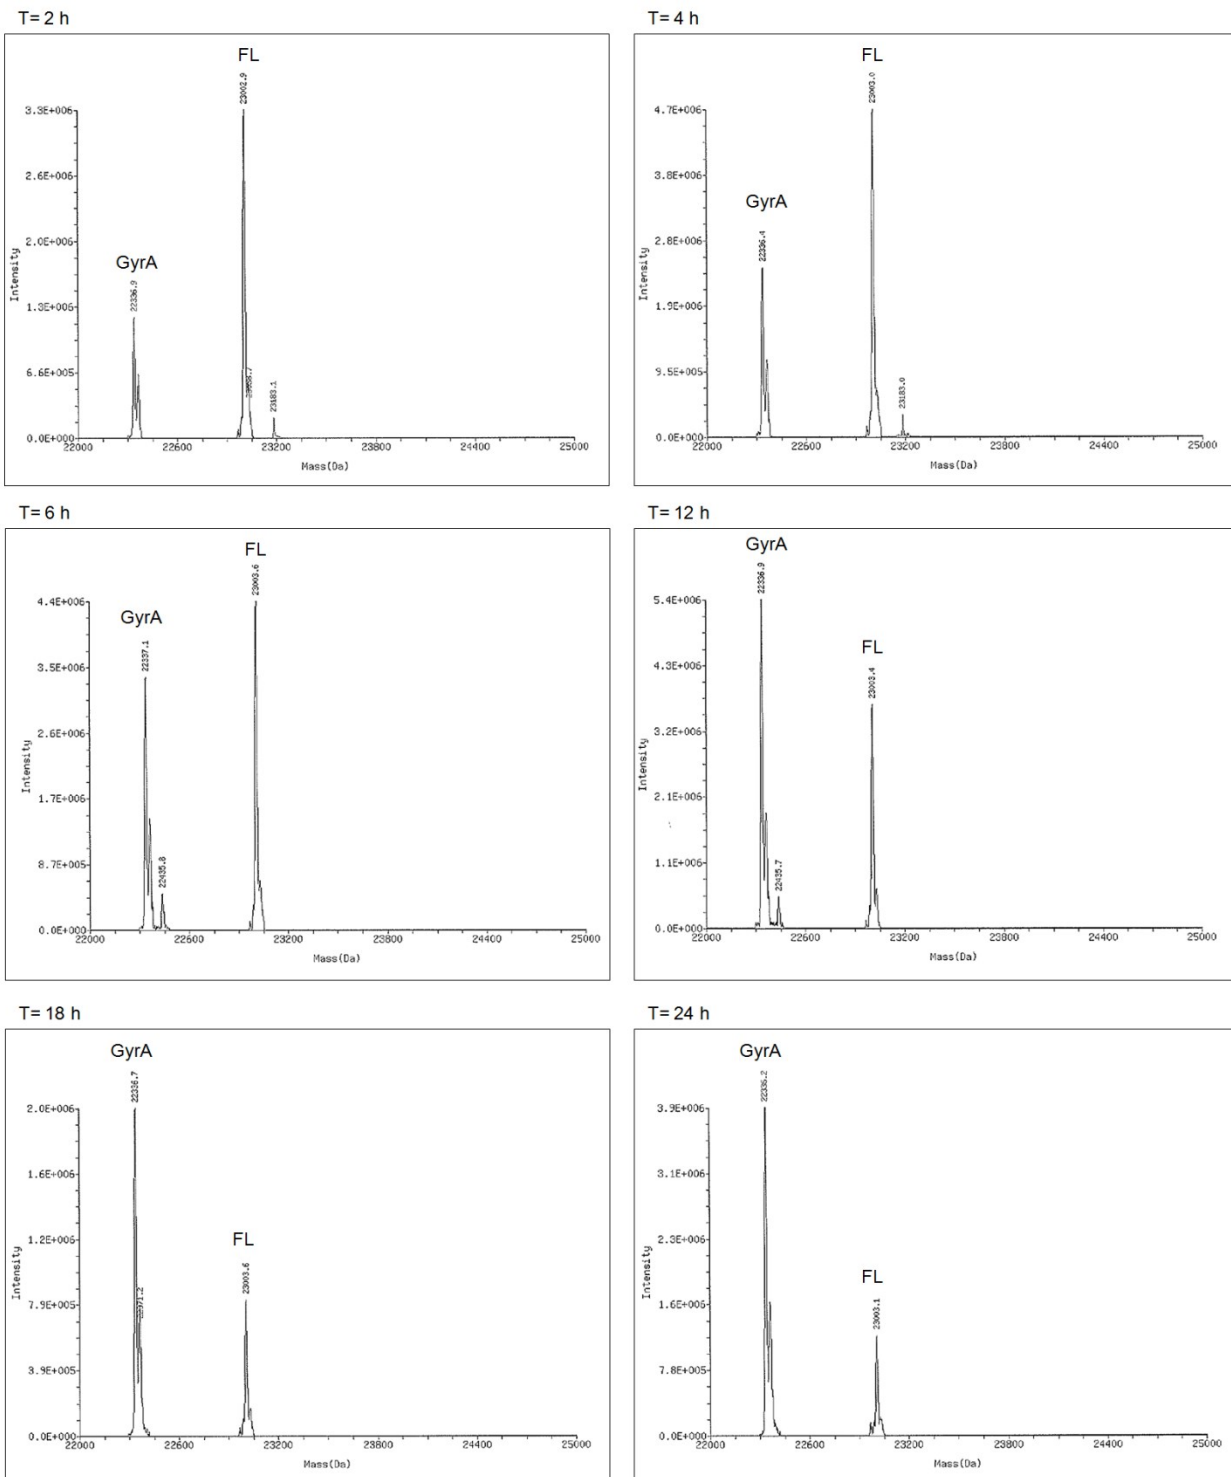 T= 2 h
FL
23002.9
3.3E+006
2.6E+006
2.0E+006
1.3E+006
6.6E+005
0.0E+000
Intensity
GyrA
22336.9
23183.1
22000
22600
23200
23800
24400
25000
Mass(Da)
T= 4 h
FL
23003.0
4.7E+006
3.8E+006
2.8E+006
1.9E+006
9.5E+005
0.0E+000
Intensity
GyrA
22336.4
23183.0
22000
22600
23200
23800
24400
25000
Mass(Da)
T= 6 h
FL
23003.6
4.4E+006
3.5E+006
2.6E+006
1.7E+006
8.7E+005
0.0E+000
Intensity
GyrA
22337.1
22435.8
22000
22600
23200
23800
24400
25000
Mass(Da)
T= 12 h
GyrA
22336.9
5.4E+006
4.3E+006
3.2E+006
2.1E+006
1.1E+006
0.0E+000
Intensity
FL
23003.4
22435.7
22000
22600
23200
23800
24400
25000
Mass(Da)
T= 18 h
GyrA
22336.7
2.0E+006
1.6E+006
1.2E+006
7.9E+005
3.9E+005
0.0E+000
Intensity
FL
23003.6
22000
22600
23200
23800
24400
25000
Mass(Da)
T= 24 h
GyrA
22336.2
3.9E+006
3.1E+006
2.3E+006
1.6E+006
7.8E+005
0.0E+000
Intensity
FL
23003.1
22000
22600
23200
23800
24400
25000
Mass(Da)